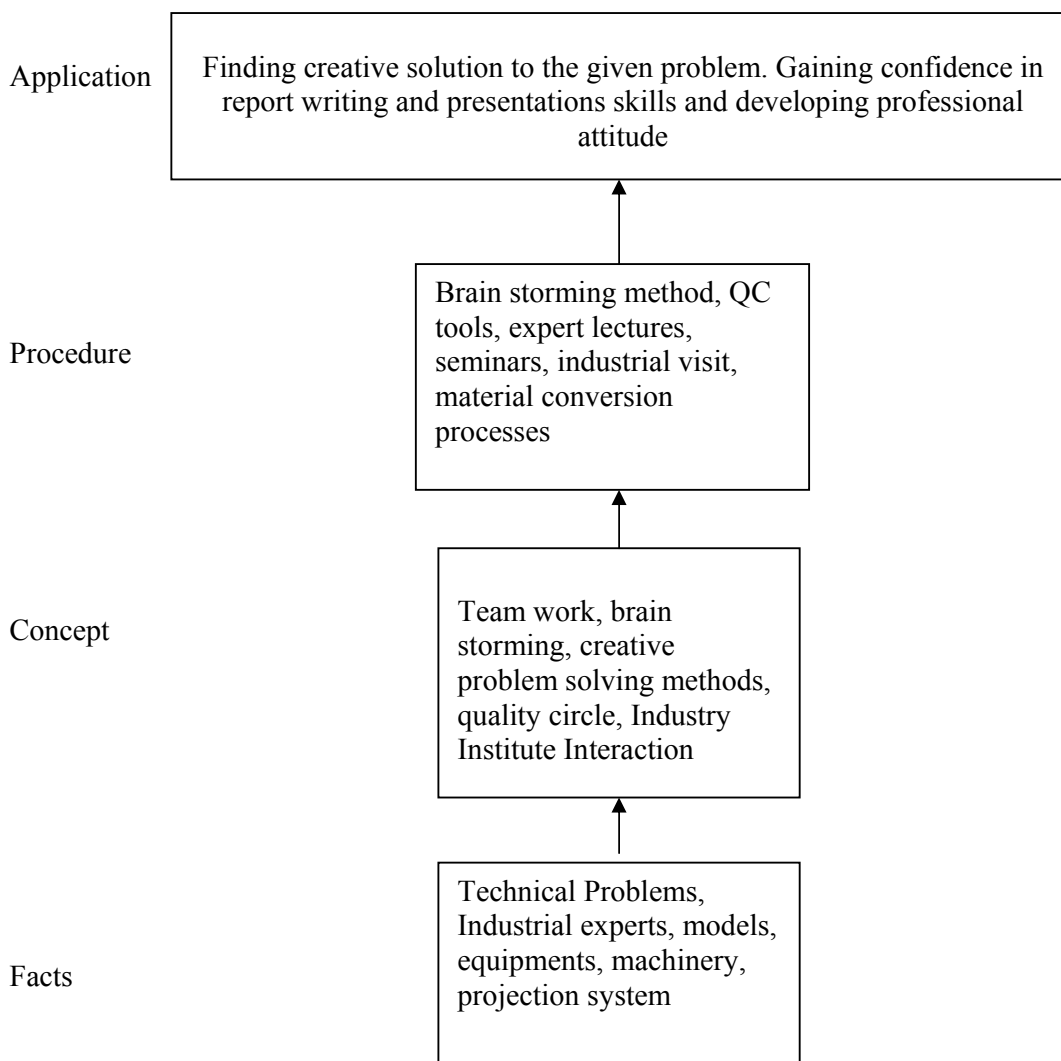 Application
Finding creative solution to the given problem. Gaining confidence in
report writing and presentations skills and developing professional
attitude
Procedure
Brain storming method, QC
tools, expert lectures,
seminars, industrial visit,
material conversion
processes
Concept
Team work, brain
storming, creative
problem solving methods,
quality circle, Industry
Institute Interaction
Facts
Technical Problems,
Industrial experts, models,
equipments, machinery,
projection system